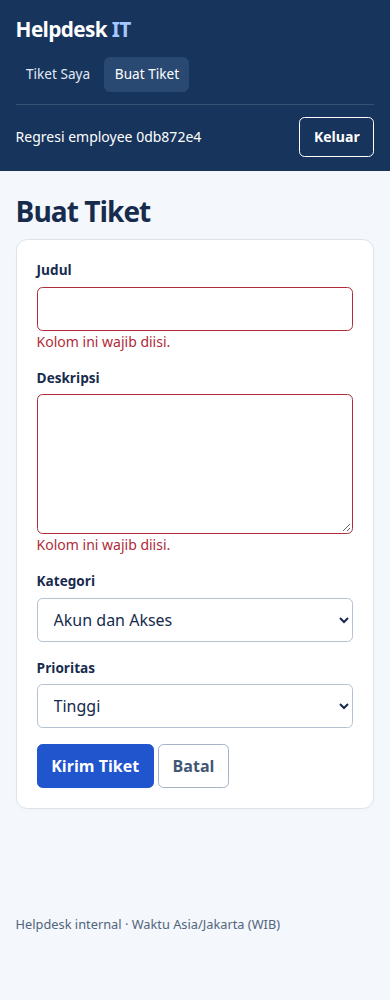 Helpdesk IT
Tiket Saya
Buat Tiket
Regresi employee 0db872e4
Keluar
Buat Tiket
Judul
Kolom ini wajib diisi.
Deskripsi
Kolom ini wajib diisi.
Kategori
Akun dan Akses
Prioritas
Tinggi
Kirim Tiket
Batal
Helpdesk internal · Waktu Asia/Jakarta (WIB)